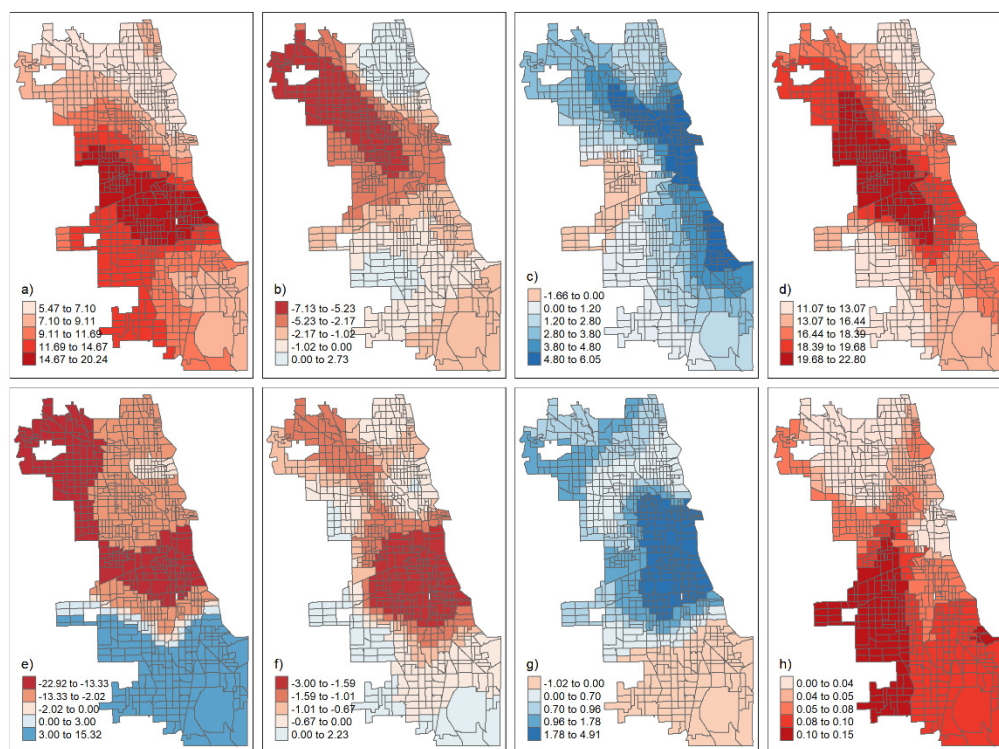 a)
5.47 to 7.10
7.10 to 9.11
9.11 to 11.69
11.69 to 14.67
14.67 to 20.24
b)
-7.13 to -5.23
-5.23 to -2.17
-2.17 to -1.02
-1.02 to 0.00
0.00 to 2.73
c)
-1.66 to 0.00
0.00 to 1.20
1.20 to 2.80
2.80 to 3.80
3.80 to 4.80
4.80 to 6.05
d)
11.07 to 13.07
13.07 to 16.44
16.44 to 18.39
18.39 to 19.68
19.68 to 22.80
e)
-22.92 to -13.33
-13.33 to -2.02
-2.02 to 0.00
0.00 to 3.00
3.00 to 15.32
f)
-3.00 to -1.59
-1.59 to -1.01
-1.01 to -0.67
-0.67 to 0.00
0.00 to 2.23
g)
-1.02 to 0.00
0.00 to 0.70
0.70 to 0.96
0.96 to 1.78
1.78 to 4.91
h)
0.00 to 0.04
0.04 to 0.05
0.05 to 0.08
0.08 to 0.10
0.10 to 0.15